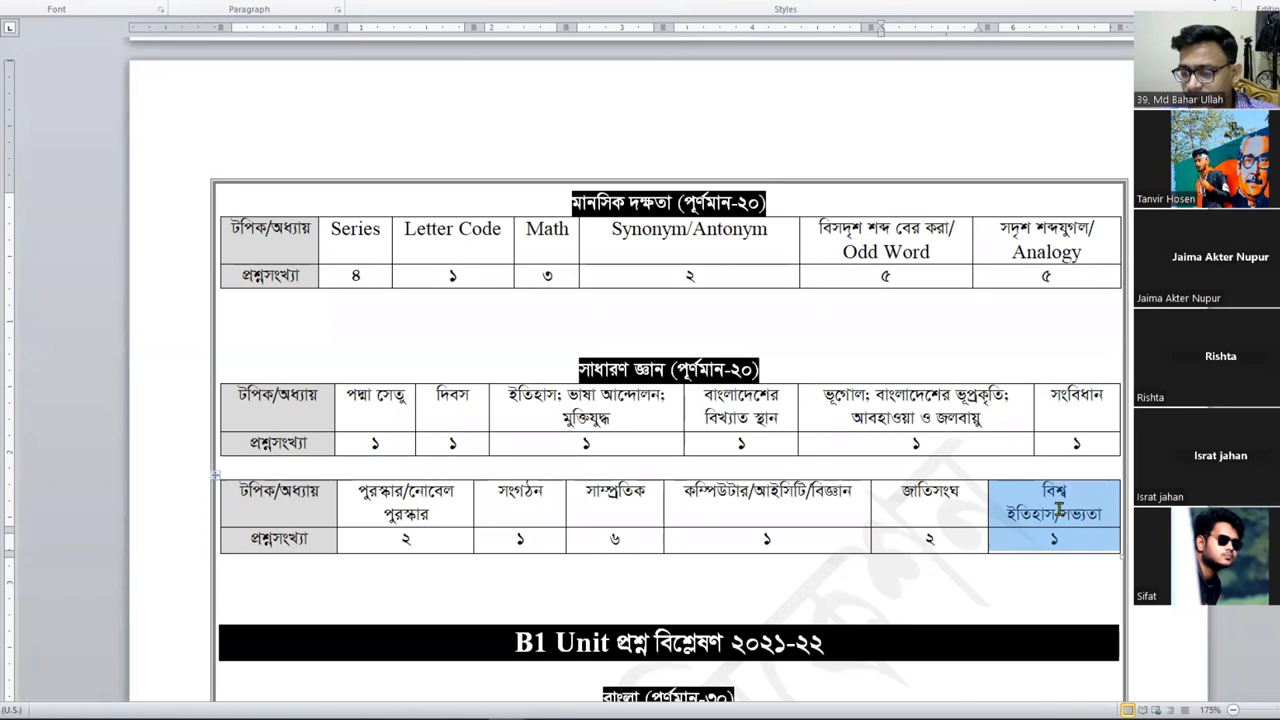 Font Paragraph Styles
মানসিক দক্ষতা (পূর্ণমান-২০)
টপিক/অধ্যায় Series Letter Code Math Synonym/Antonym বিসদৃশ শব্দ বের করা/ Odd Word সদৃশ শব্দযুগল/ Analogy
প্রশ্নসংখ্যা ৪ ১ ৩ ২ ৫ ৫
সাধারণ জ্ঞান (পূর্ণমান-২০)
টপিক/অধ্যায় পদ্মা সেতু দিবস ইতিহাস; ভাষা আন্দোলন; মুক্তিযুদ্ধ বাংলাদেশের বিখ্যাত স্থান ভূগোল; বাংলাদেশের ভূপ্রকৃতি; আবহাওয়া ও জলবায়ু সংবিধান
প্রশ্নসংখ্যা ১ ১ ১ ১ ১ ১
টপিক/অধ্যায় পুরস্কার/নোবেল পুরস্কার সংগঠন সাম্প্রতিক কম্পিউটার/আইসিটি/বিজ্ঞান জাতিসংঘ বিশ্ব ইতিহাস/সভ্যতা
প্রশ্নসংখ্যা ২ ১ ৬ ১ ২ ১
B1 Unit প্রশ্ন বিশ্লেষণ ২০২১-২২
বাংলা (পূর্ণমান-৩০)
39, Md Bahar Ullah
Tanvir Hosen
Jaima Akter Nupur
Jaima Akter Nupur
Rishta
Rishta
Israt jahan
Israt jahan
Sifat
(U.S.) 175%